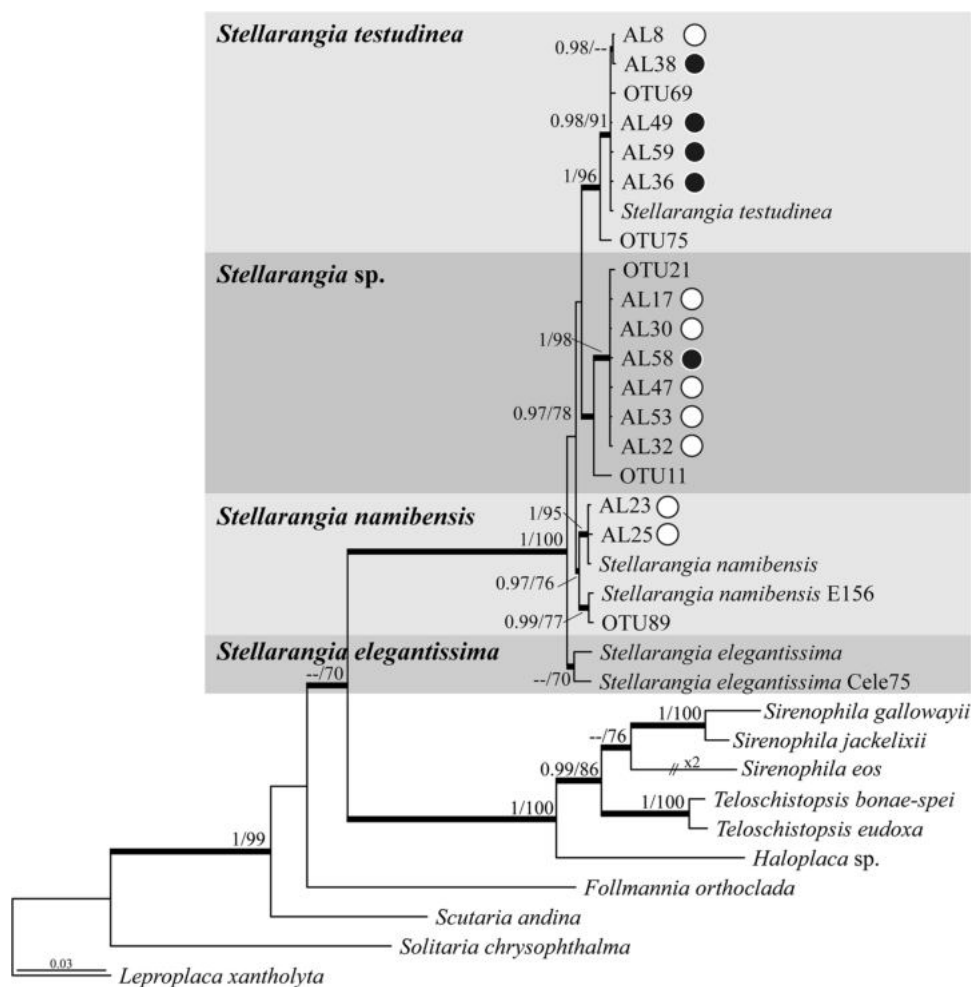 Stellarangia testudinea
AL8
0.98/--
AL38
OTU69
0.98/91
AL49
AL59
1/96
AL36
Stellarangia testudinea
OTU75
Stellarangia sp.
OTU21
AL17
AL30
1/98
AL58
AL47
0.97/78
AL53
AL32
OTU11
Stellarangia namibensis
AL23
1/95
AL25
1/100
Stellarangia namibensis
0.97/76
Stellarangia namibensis E156
0.99/77
OTU89
Stellarangia elegantissima
Stellarangia elegantissima
--/70
--/70
Stellarangia elegantissima Cele75
1/100
Sirenophila gallowayii
Sirenophila jackelixii
--/76
x2
Sirenophila eos
0.99/86
1/100
Teloschistopsis bonae-spei
1/100
Teloschistopsis eudoxa
Haloplaca sp.
1/99
Follmannia orthoclada
Scutaria andina
Solitaria chrysophthalma
0.03
Leproplaca xantholyta